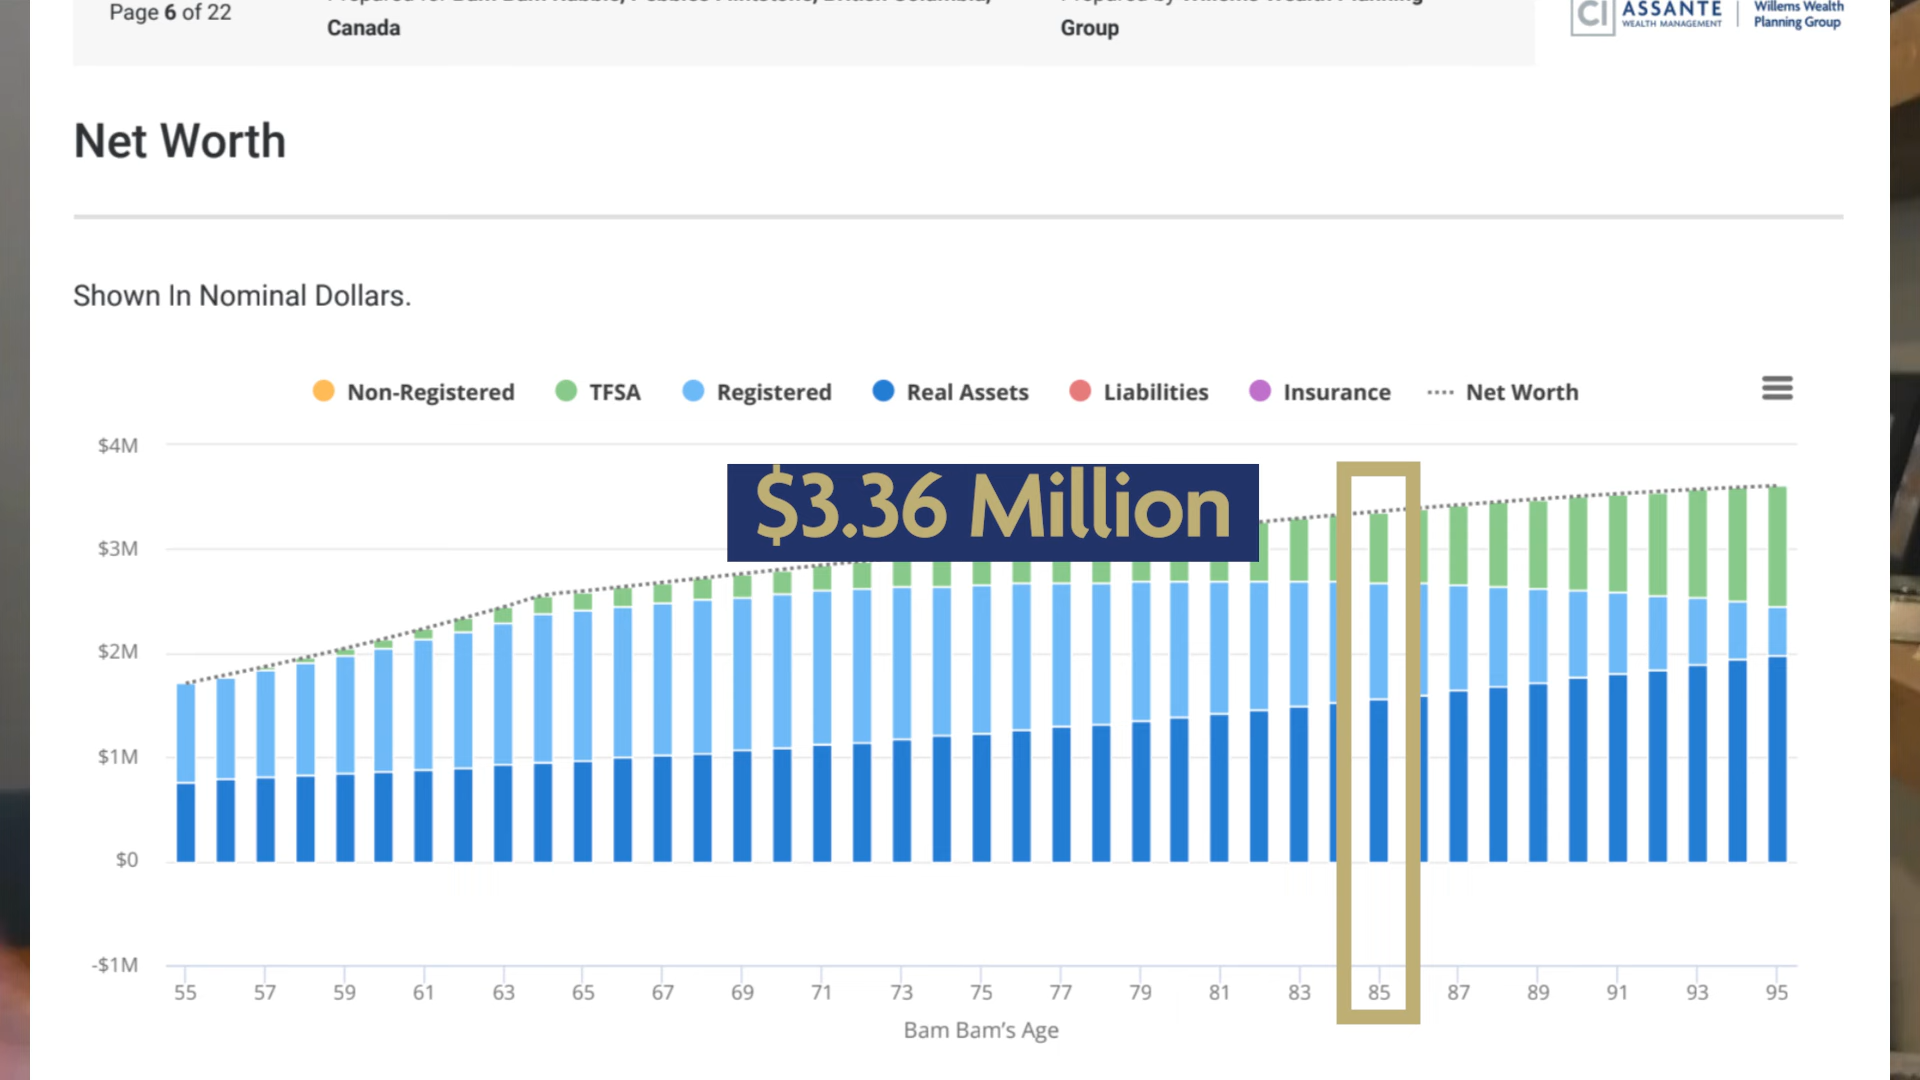 Page 6 of 22
Canada
Group
CI ASSANTE
WEALTH MANAGEMENT
Willems Wealth
Planning Group
Net Worth
Shown In Nominal Dollars.
Non-Registered TFSA Registered Real Assets Liabilities Insurance Net Worth
$4M
$3.36 Million
$3M
$2M
$1M
$0
-$1M
55 57 59 61 63 65 67 69 71 73 75 77 79 81 83 85 87 89 91 93 95
Bam Bam’s Age